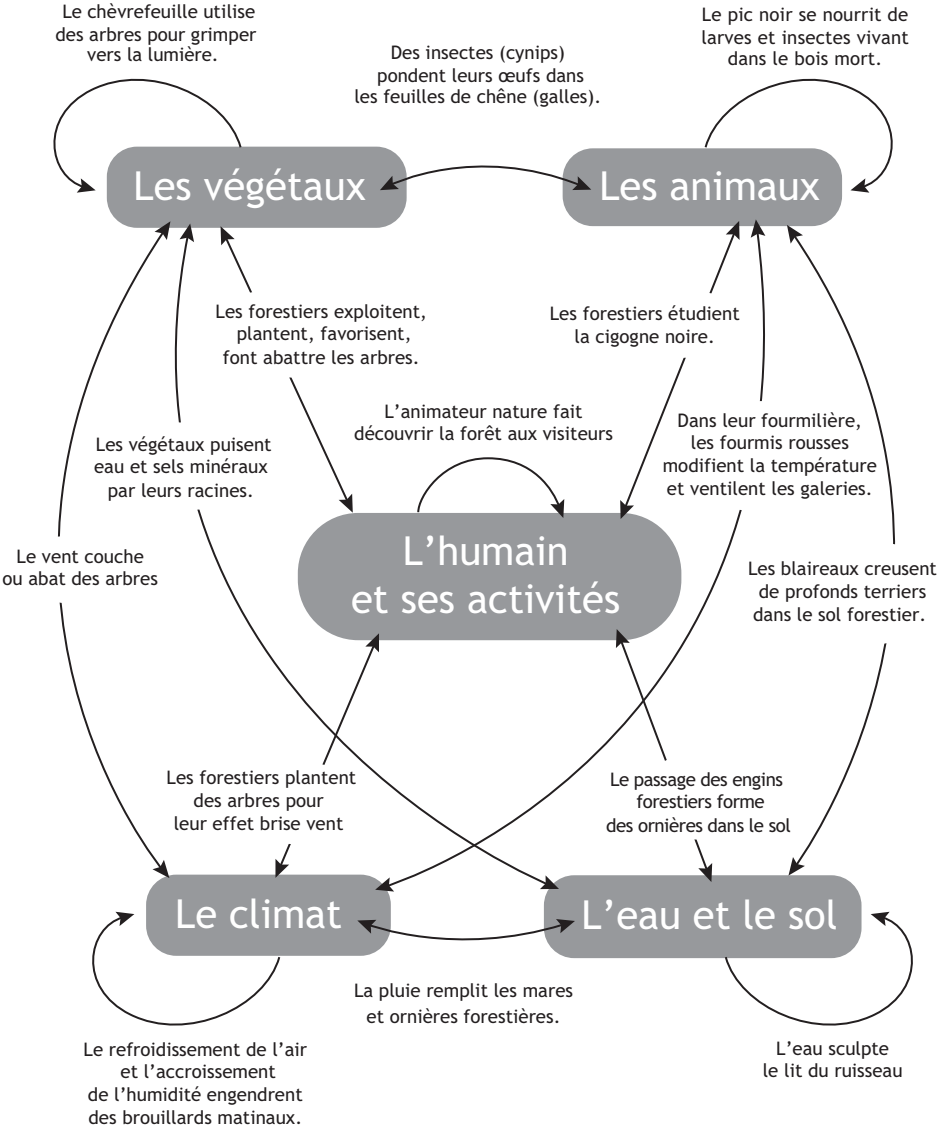 Le chèvrefeuille utilise
des arbres pour grimper
vers la lumière.
Le pic noir se nourrit de
larves et insectes vivant
dans le bois mort.
Des insectes (cynips)
pondent leurs œufs dans
les feuilles de chêne (galles).
Les végétaux
Les animaux
Les forestiers exploitent,
plantent, favorisent,
font abattre les arbres.
Les forestiers étudient
la cigogne noire.
L'animateur nature fait
découvrir la forêt aux visiteurs
Dans leur fourmilière,
les fourmis rousses
modifient la température
et ventilent les galeries.
Les végétaux puisent
eau et sels minéraux
par leurs racines.
L'humain
et ses activités
Le vent couche
ou abat des arbres
Les blaireaux creusent
de profonds terriers
dans le sol forestier.
Les forestiers plantent
des arbres pour
leur effet brise vent
Le passage des engins
forestiers forme
des ornières dans le sol
Le climat
L'eau et le sol
La pluie remplit les mares
et ornières forestières.
Le refroidissement de l'air
et l'accroissement
de l'humidité engendrent
des brouillards matinaux.
L'eau sculpte
le lit du ruisseau